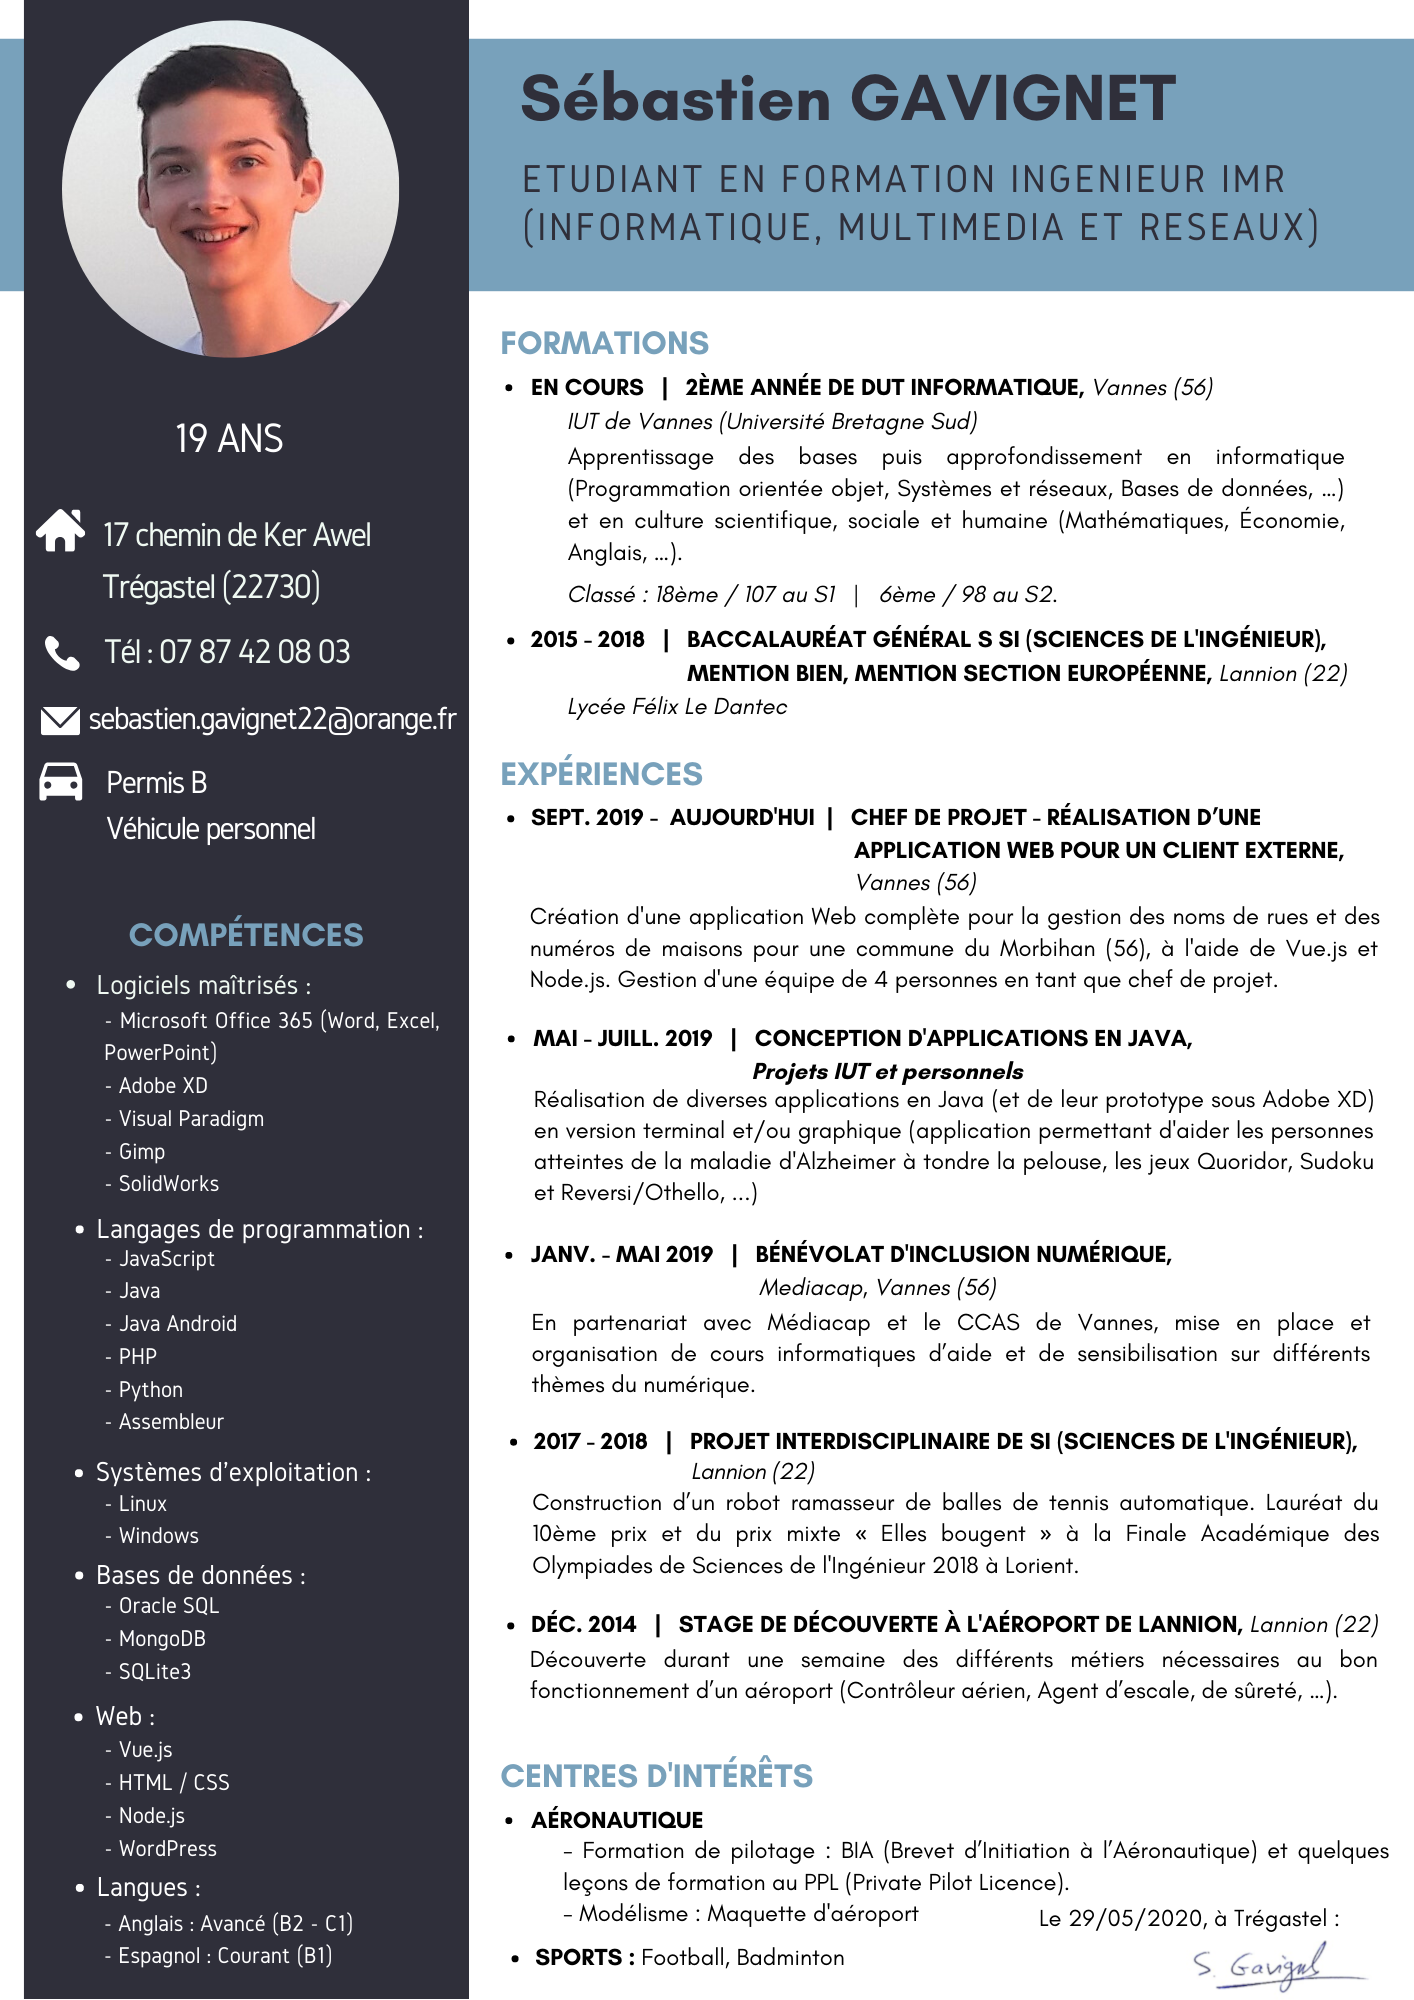 Sébastien GAVIGNET
ETUDIANT EN FORMATION INGENIEUR IMR
(INFORMATIQUE, MULTIMEDIA ET RESEAUX)
19 ANS
17 chemin de Ker Awel
Trégastel (22730)
Tél : 07 87 42 08 03
sebastien.gavignet22@orange.fr
Permis B
Véhicule personnel
COMPÉTENCES
• Logiciels maîtrisés :
- Microsoft Office 365 (Word, Excel,
PowerPoint)
- Adobe XD
- Visual Paradigm
- Gimp
- SolidWorks
• Langages de programmation :
- JavaScript
- Java
- Java Android
- PHP
- Python
- Assembleur
• Systèmes d’exploitation :
- Linux
- Windows
• Bases de données :
- Oracle SQL
- MongoDB
- SQLite3
• Web :
- Vue.js
- HTML / CSS
- Node.js
- WordPress
• Langues :
- Anglais : Avancé (B2 - C1)
- Espagnol : Courant (B1)
FORMATIONS
• EN COURS | 2ÈME ANNÉE DE DUT INFORMATIQUE, Vannes (56)
IUT de Vannes (Université Bretagne Sud)
Apprentissage des bases puis approfondissement en informatique
(Programmation orientée objet, Systèmes et réseaux, Bases de données, ...)
et en culture scientifique, sociale et humaine (Mathématiques, Économie,
Anglais, ...).
Classé : 18ème / 107 au S1 | 6ème / 98 au S2.
• 2015 - 2018 | BACCALAURÉAT GÉNÉRAL S SI (SCIENCES DE L'INGÉNIEUR),
MENTION BIEN, MENTION SECTION EUROPÉENNE, Lannion (22)
Lycée Félix Le Dantec
EXPÉRIENCES
• SEPT. 2019 - AUJOURD'HUI | CHEF DE PROJET - RÉALISATION D’UNE
APPLICATION WEB POUR UN CLIENT EXTERNE,
Vannes (56)
Création d'une application Web complète pour la gestion des noms de rues et des
numéros de maisons pour une commune du Morbihan (56), à l'aide de Vue.js et
Node.js. Gestion d'une équipe de 4 personnes en tant que chef de projet.
• MAI - JUILL. 2019 | CONCEPTION D'APPLICATIONS EN JAVA,
Projets IUT et personnels
Réalisation de diverses applications en Java (et de leur prototype sous Adobe XD)
en version terminal et/ou graphique (application permettant d'aider les personnes
atteintes de la maladie d'Alzheimer à tondre la pelouse, les jeux Quoridor, Sudoku
et Reversi/Othello, ...)
• JANV. - MAI 2019 | BÉNÉVOLAT D'INCLUSION NUMÉRIQUE,
Mediacap, Vannes (56)
En partenariat avec Médiacap et le CCAS de Vannes, mise en place et
organisation de cours informatiques d’aide et de sensibilisation sur différents
thèmes du numérique.
• 2017 - 2018 | PROJET INTERDISCIPLINAIRE DE SI (SCIENCES DE L'INGÉNIEUR),
Lannion (22)
Construction d’un robot ramasseur de balles de tennis automatique. Lauréat du
10ème prix et du prix mixte « Elles bougent » à la Finale Académique des
Olympiades de Sciences de l'Ingénieur 2018 à Lorient.
• DÉC. 2014 | STAGE DE DÉCOUVERTE À L'AÉROPORT DE LANNION, Lannion (22)
Découverte durant une semaine des différents métiers nécessaires au bon
fonctionnement d’un aéroport (Contrôleur aérien, Agent d’escale, de sûreté, ...).
CENTRES D'INTÉRÊTS
• AÉRONAUTIQUE
- Formation de pilotage : BIA (Brevet d’Initiation à l’Aéronautique) et quelques
leçons de formation au PPL (Private Pilot Licence).
- Modélisme : Maquette d'aéroport
Le 29/05/2020, à Trégastel :
• SPORTS : Football, Badminton